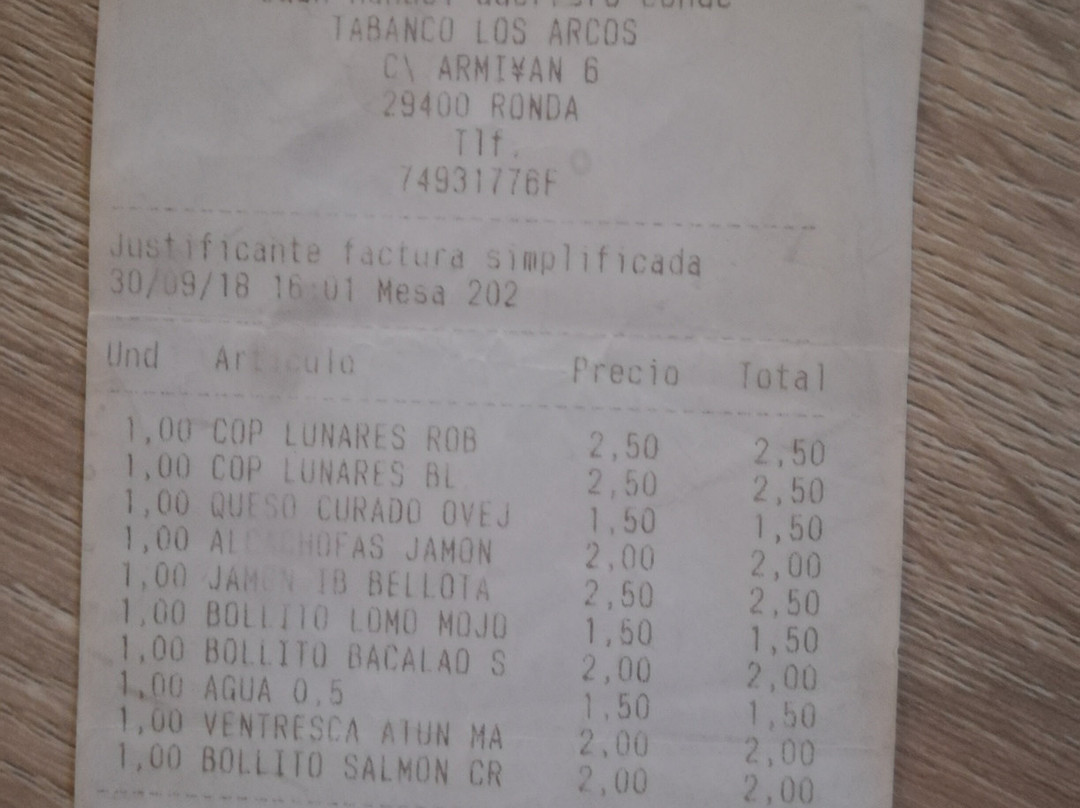 TABANCO LOS ARCOS
C\ ARMI¥AN 6
29400 RONDA
Tlf.
74931776F
Justificante factura simplificada
30/09/18 16:01 Mesa 202
Und Articulo Precio Total
1,00 COP LUNARES ROB 2,50 2,50
1,00 COP LUNARES BL 2,50 2,50
1,00 QUESO CURADO OVEJ 1,50 1,50
1,00 ALCACHOFAS JAMON 2,00 2,00
1,00 JAMON IB BELLOTA 2,50 2,50
1,00 BOLLITO LOMO MOJO 1,50 1,50
1,00 BOLLITO BACALAO S 2,00 2,00
1,00 AGUA 0,5 1,50 1,50
1,00 VENTRESCA ATUN MA 2,00 2,00
1,00 BOLLITO SALMON CR 2,00 2,00